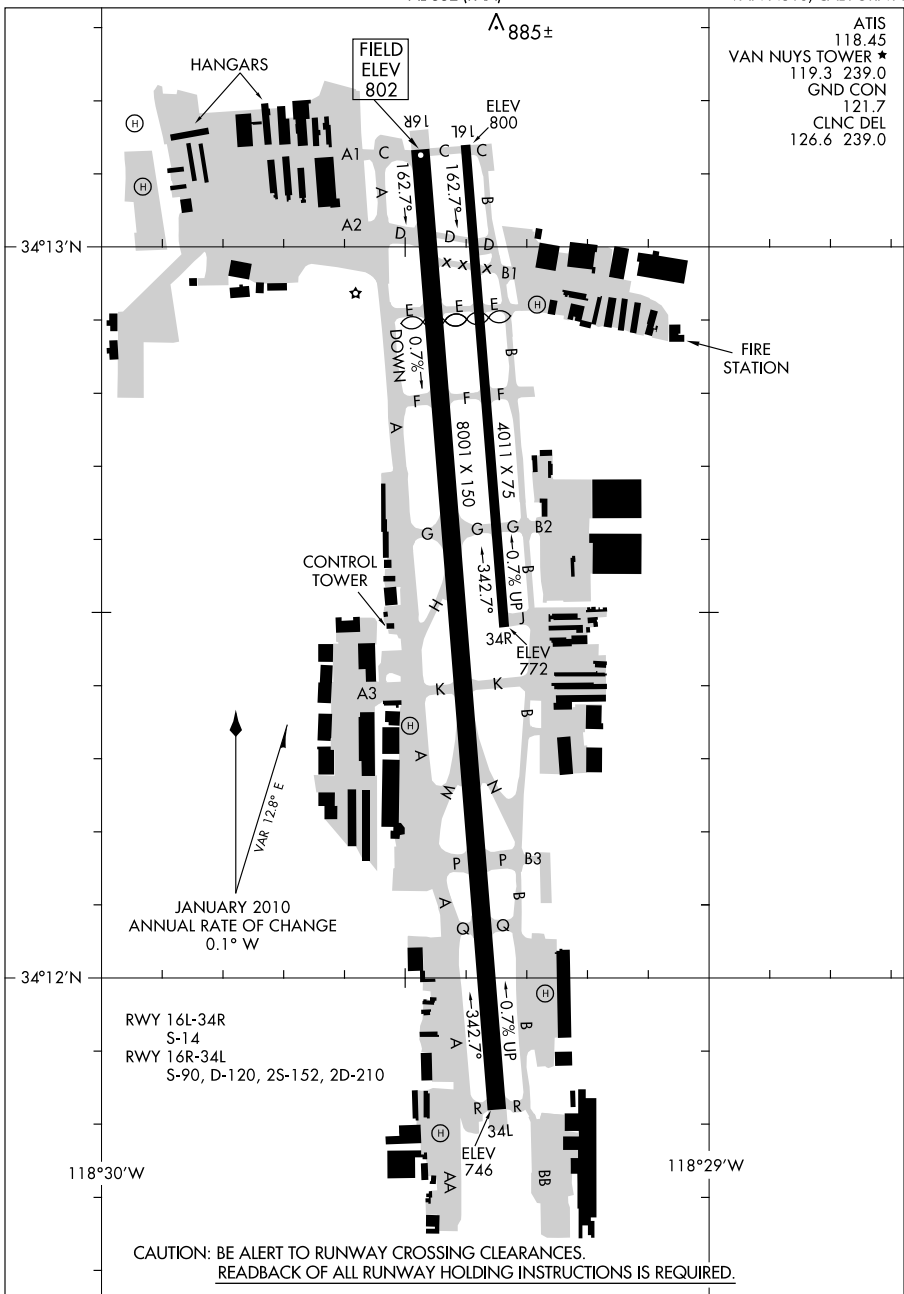 885±
ATIS
118.45
VAN NUYS TOWER ★
119.3 239.0
GND CON
121.7
CLNC DEL
126.6 239.0
FIELD
ELEV
802
HANGARS
ELEV
800
16R
16L
H
H
A1
C
C
C
162.7°
162.7°
A
B
A2
D
D
D
34°13'N
X X X
B1
E
E
E
H
0.7%
DOWN
FIRE
STATION
B
F
F
F
A
8001 X 150
4011 X 75
G
G
G
B2
CONTROL
TOWER
342.7°
0.7% UP
B
H
J
34R
ELEV
772
A3
K
K
B
H
A
VAR 12.8° E
M
N
P
P
B3
A
B
Q
Q
JANUARY 2010
ANNUAL RATE OF CHANGE
0.1° W
34°12'N
H
RWY 16L-34R
S-14
RWY 16R-34L
S-90, D-120, 2S-152, 2D-210
342.7°
0.7% UP
A
B
R
R
34L
H
ELEV
746
118°30'W
118°29'W
AA
BB
CAUTION: BE ALERT TO RUNWAY CROSSING CLEARANCES.
READBACK OF ALL RUNWAY HOLDING INSTRUCTIONS IS REQUIRED.